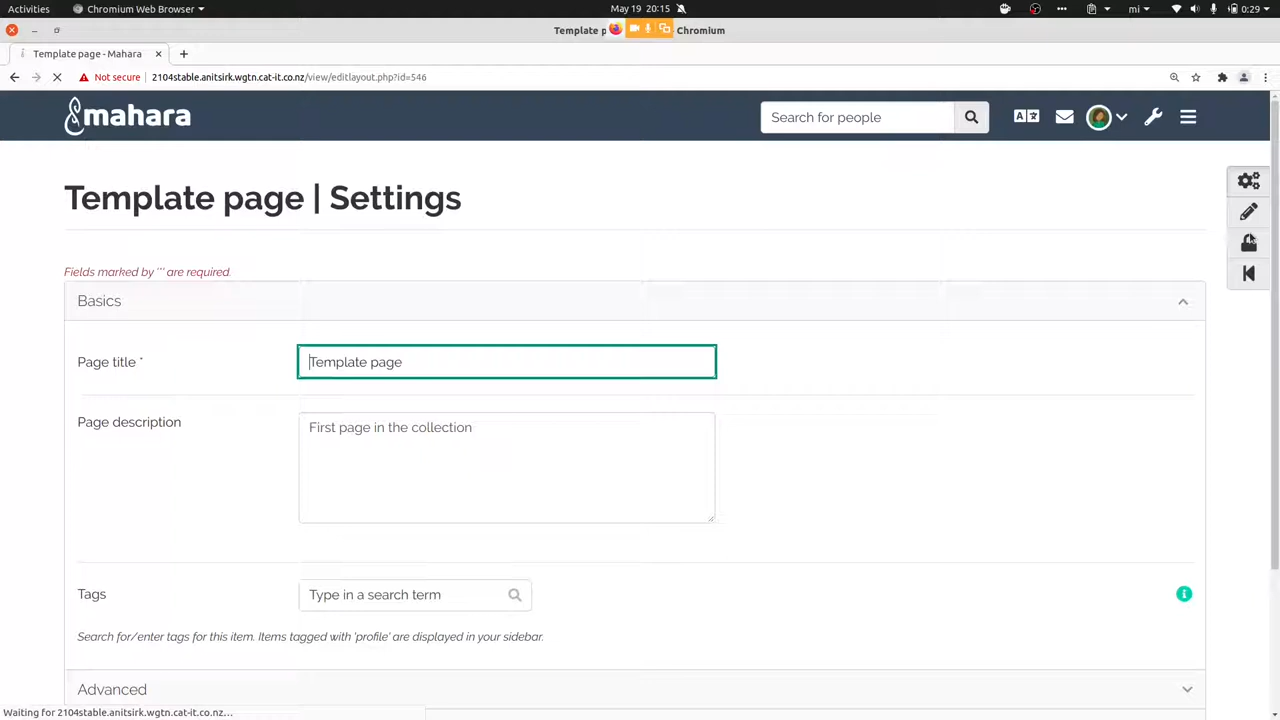 Activities
Chromium Web Browser
May 19 20:15
mi
0:29
Template p
Chromium
Template page - Mahara
Not secure
2104stable.anitsirk.wgtn.cat-it.co.nz/view/editlayout.php?id=546
mahara
Search for people
Template page | Settings
Fields marked by '*' are required.
Basics
Page title *
Template page
Page description
First page in the collection
Tags
Type in a search term
Search for/enter tags for this item. Items tagged with 'profile' are displayed in your sidebar.
Advanced
Waiting for 2104stable.anitsirk.wgtn.cat-it.co.nz...